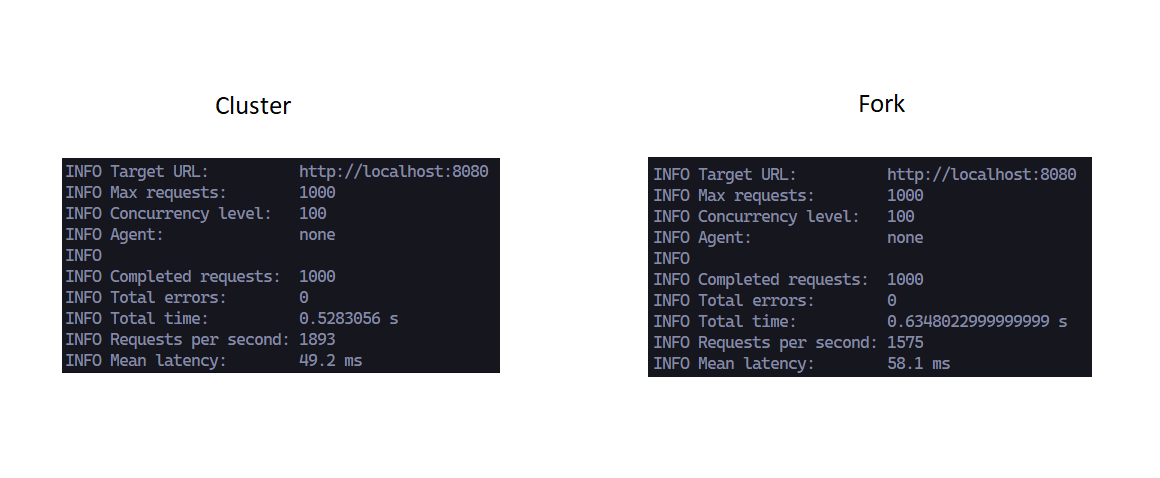 Cluster
INFO Target URL: http://localhost:8080
INFO Max requests: 1000
INFO Concurrency level: 100
INFO Agent: none
INFO
INFO Completed requests: 1000
INFO Total errors: 0
INFO Total time: 0.5283056 s
INFO Requests per second: 1893
INFO Mean latency: 49.2 ms
Fork
INFO Target URL: http://localhost:8080
INFO Max requests: 1000
INFO Concurrency level: 100
INFO Agent: none
INFO
INFO Completed requests: 1000
INFO Total errors: 0
INFO Total time: 0.6348022999999999 s
INFO Requests per second: 1575
INFO Mean latency: 58.1 ms